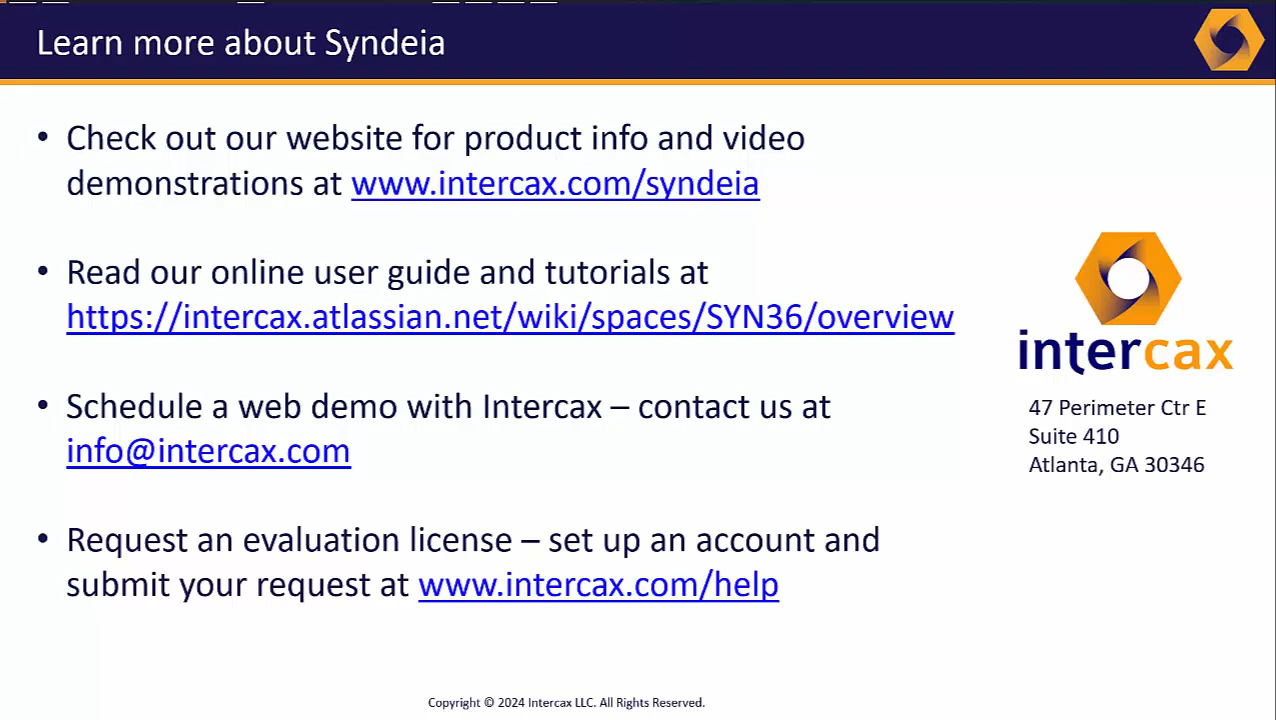 Learn more about Syndeia
• Check out our website for product info and video
demonstrations at www.intercax.com/syndeia
• Read our online user guide and tutorials at
https://intercax.atlassian.net/wiki/spaces/SYN36/overview
• Schedule a web demo with Intercax – contact us at
info@intercax.com
• Request an evaluation license – set up an account and
submit your request at www.intercax.com/help
intercax
47 Perimeter Ctr E
Suite 410
Atlanta, GA 30346
Copyright © 2024 Intercax LLC. All Rights Reserved.